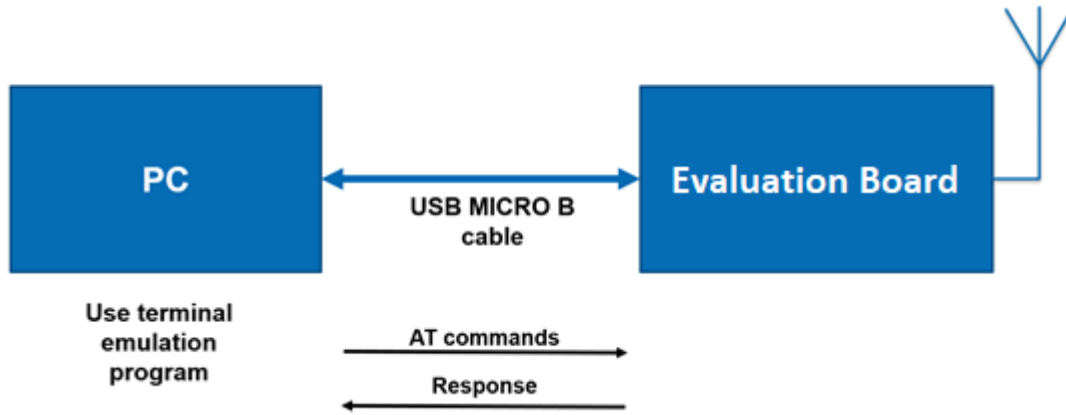 PC
Evaluation Board
USB MICRO B
cable
Use terminal
emulation
program
AT commands
Response